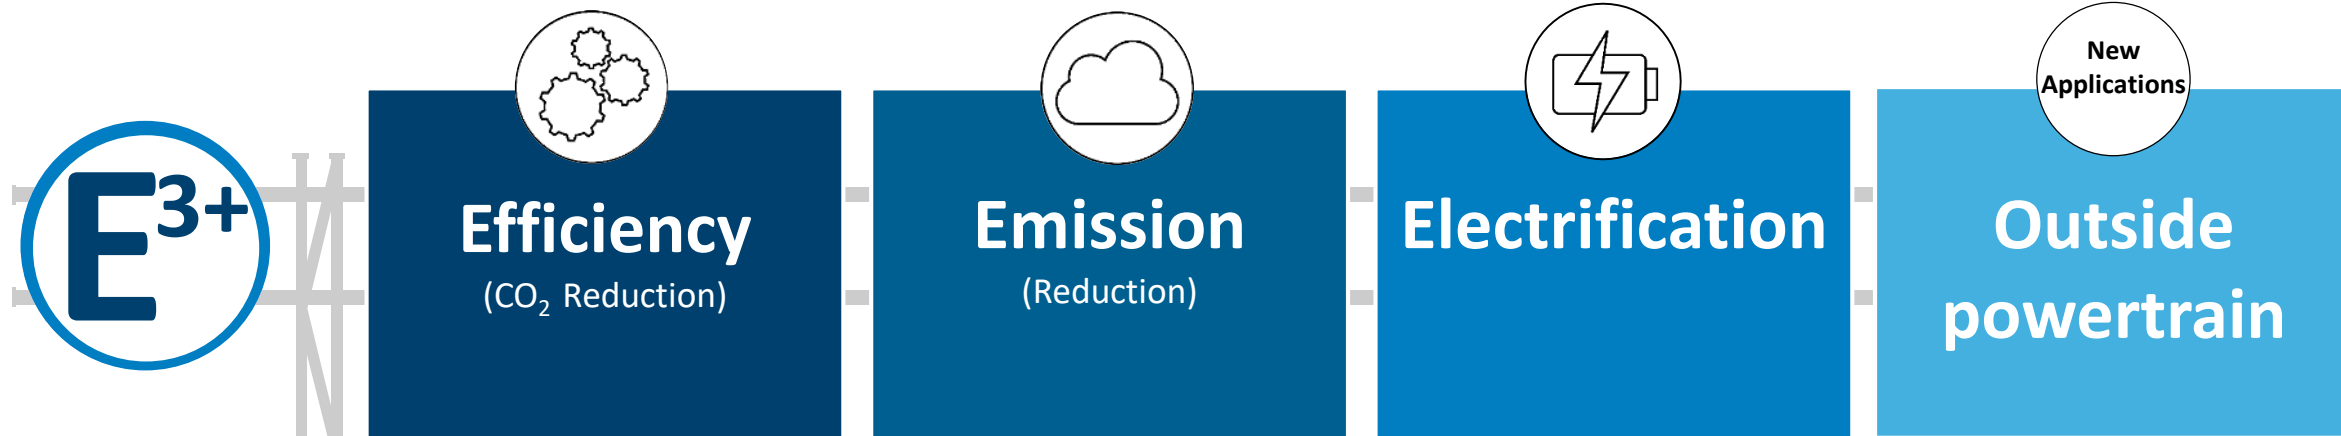 E3+
Efficiency
(CO2 Reduction)
Emission
(Reduction)
Electrification
New
Applications
Outside
powertrain